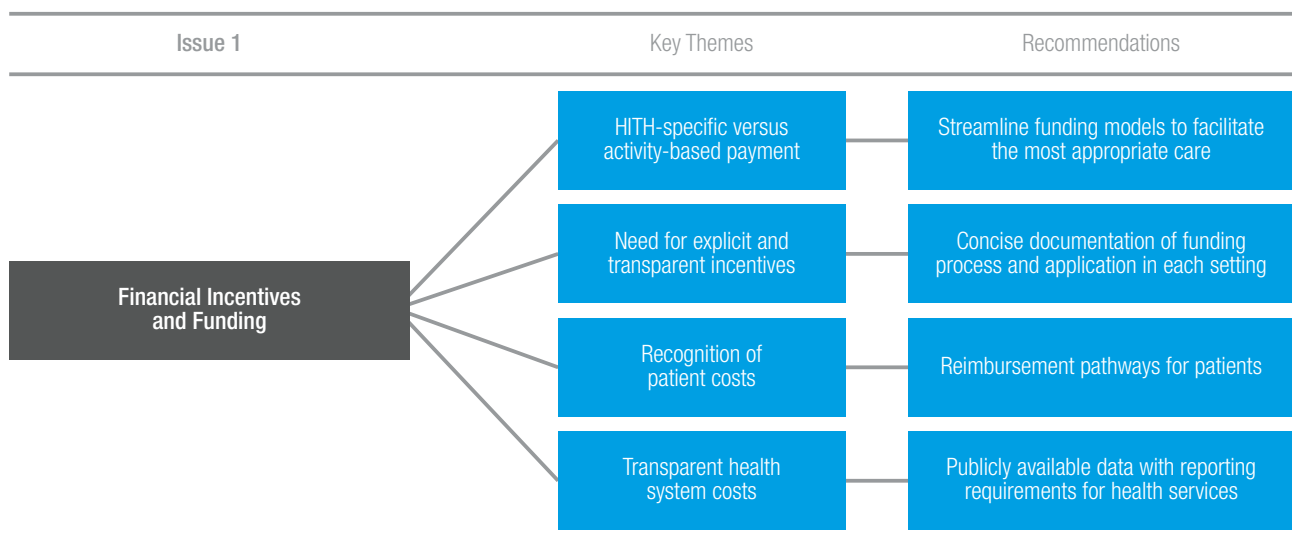 Issue 1
Key Themes
Recommendations
Financial Incentives
and Funding
HITH-specific versus
activity-based payment
Streamline funding models to facilitate
the most appropriate care
Need for explicit and
transparent incentives
Concise documentation of funding
process and application in each setting
Recognition of
patient costs
Reimbursement pathways for patients
Transparent health
system costs
Publicly available data with reporting
requirements for health services